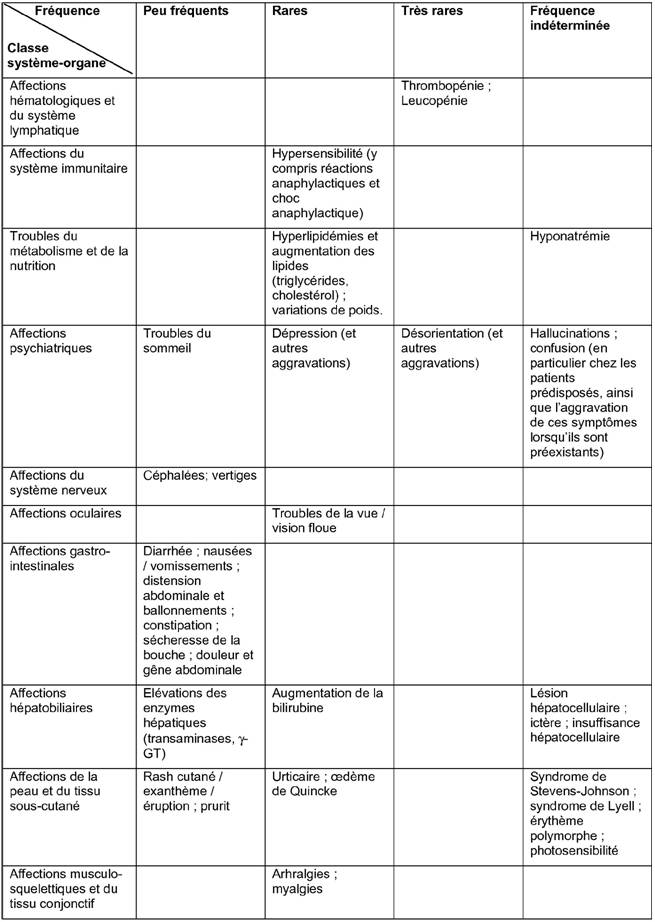 Fréquence
Classe
système-organe
Peu fréquents
Rares
Très rares
Fréquence
indéterminée
Affections
hématologiques et
du système
lymphatique
Thrombopénie ;
Leucopénie
Affections du
système immunitaire
Hypersensibilité (y
compris réactions
anaphylactiques et
choc
anaphylactique)
Troubles du
métabolisme et de la
nutrition
Hyperlipidémies et
augmentation des
lipides
(triglycérides,
cholestérol) ;
variations de poids.
Hyponatrémie
Affections
psychiatriques
Troubles du
sommeil
Dépression (et
autres
aggravations)
Désorientation (et
autres
aggravations)
Hallucinations ;
confusion (en
particulier chez les
patients
prédisposés, ainsi
que l'aggravation
de ces symptômes
lorsqu'ils sont
préexistants)
Affections du
système nerveux
Céphalées; vertiges
Affections oculaires
Troubles de la vue /
vision floue
Affections gastro-
intestinales
Diarrhée ; nausées
/ vomissements ;
distension
abdominale et
ballonnements ;
constipation ;
sécheresse de la
bouche ; douleur et
gêne abdominale
Affections
hépatobiliaires
Elévations des
enzymes
hépatiques
(transaminases, γ-
GT)
Augmentation de la
bilirubine
Lésion
hépatocellulaire ;
ictère ; insuffisance
hépatocellulaire
Affections de la
peau et du tissu
sous-cutané
Rash cutané /
exanthème /
éruption ; prurit
Urticaire ; œdème
de Quincke
Syndrome de
Stevens-Johnson ;
syndrome de Lyell ;
érythème
polymorphe ;
photosensibilité
Affections musculo-
squelettiques et du
tissu conjonctif
Arhralgies ;
myalgies